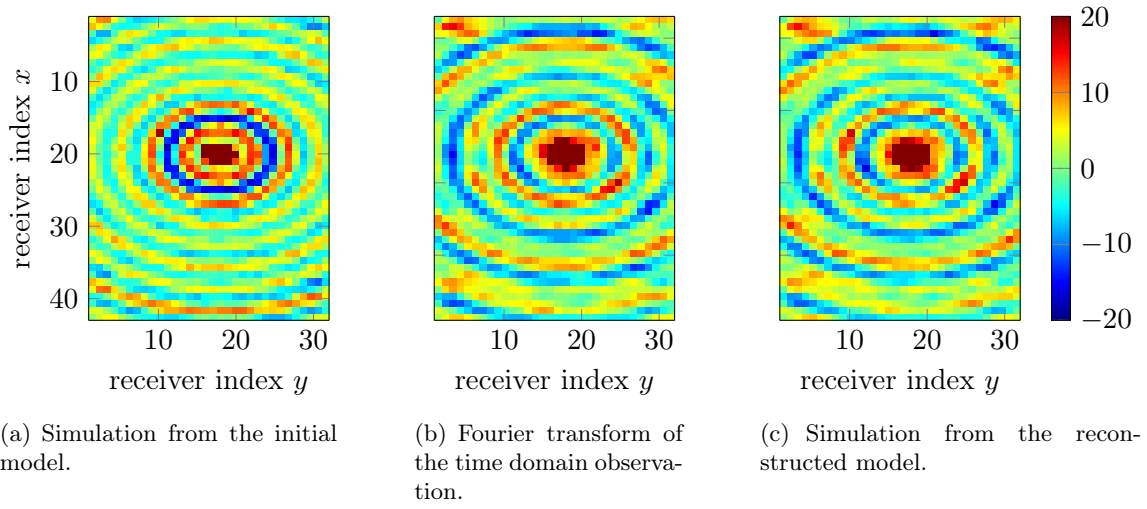 receiver index x
10
20
30
40
10 20 30
receiver index y
10 20 30
receiver index y
10 20 30
receiver index y
20
10
0
−10
−20
(a) Simulation from the initial
model.
(b) Fourier transform of
the time domain observa-
tion.
(c) Simulation from the recon-
structed model.